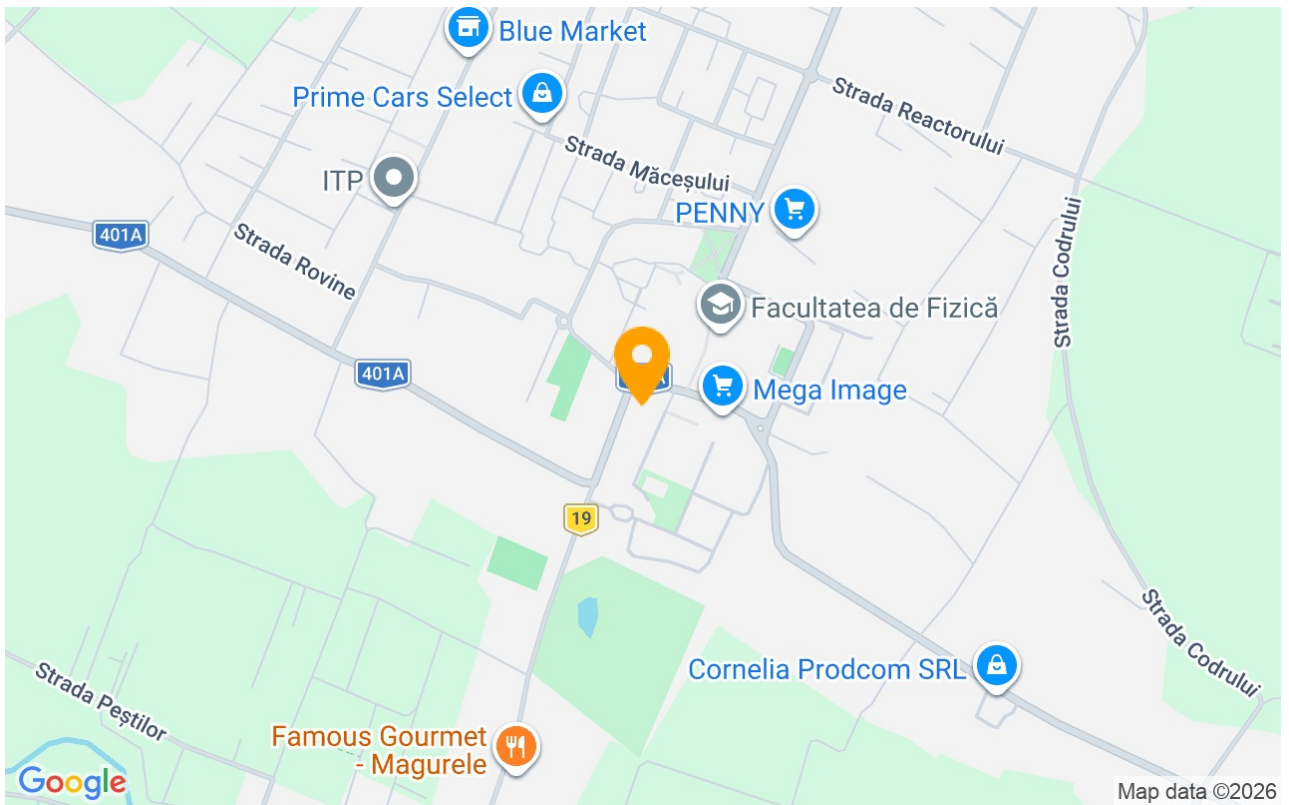 Blue Market
Prime Cars Select
Strada Reactorului
Strada Măceșului
ITP
PENNY
401A
Strada Rovine
Strada Codrului
Facultatea de Fizică
401A
Mega Image
19
Strada Codrului
Cornelia Prodcom SRL
Strada Peștilor
Famous Gourmet
- Magurele
Google
Map data ©2026